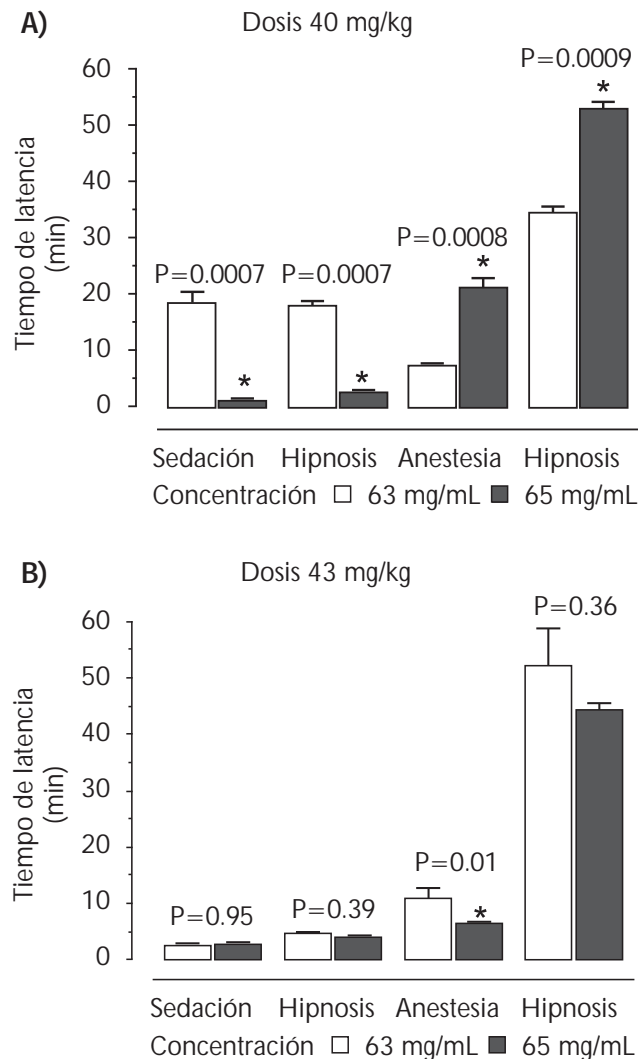 A)
Dosis 40 mg/kg
Tiempo de latencia
(min)
60
50
40
30
20
10
0
P=0.0007
*
P=0.0007
*
P=0.0008
*
P=0.0009
*
Sedación Hipnosis Anestesia Hipnosis
Concentración 63 mg/mL 65 mg/mL
B)
Dosis 43 mg/kg
Tiempo de latencia
(min)
60
50
40
30
20
10
0
P=0.95
P=0.39
P=0.01
*
P=0.36
Sedación Hipnosis Anestesia Hipnosis
Concentración 63 mg/mL 65 mg/mL